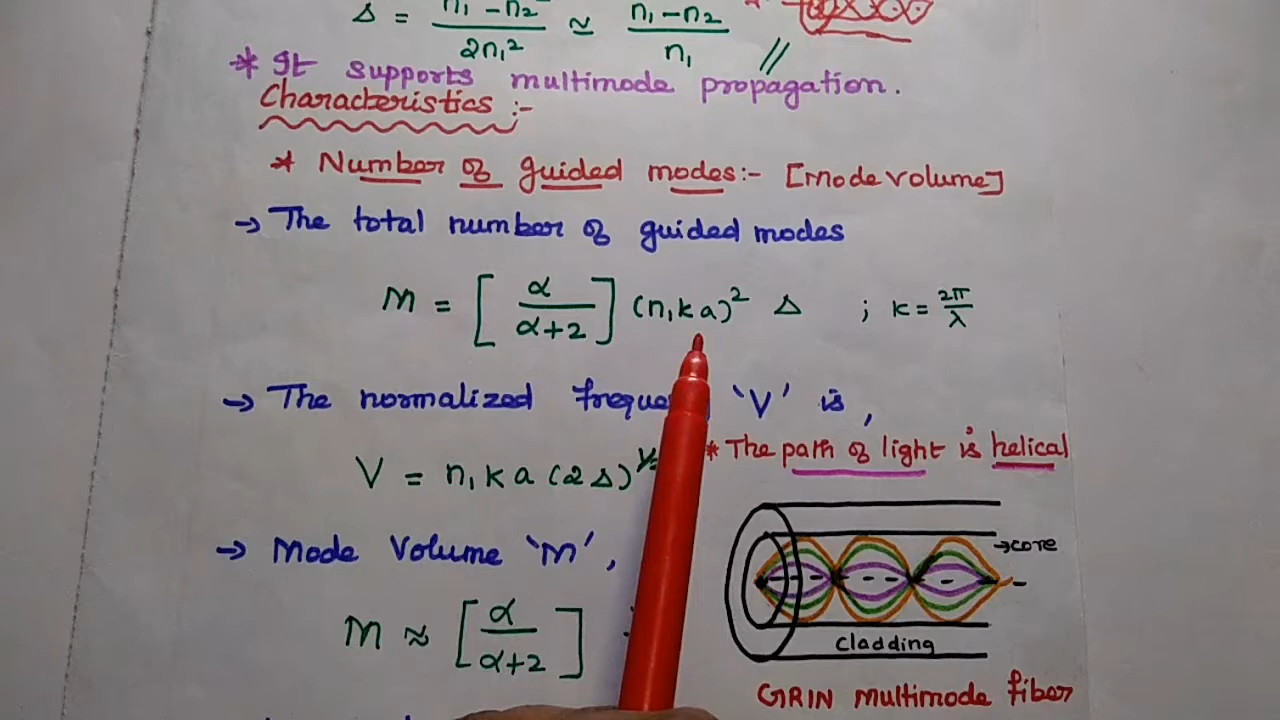 Δ = n₁ - n₂ / 2n₁² ≃ n₁ - n₂ / n₁ //
* It supports multimode propagation.
Characteristics :-
* Number of guided modes:- [Mode volume]
→ The total number of guided modes
M = [α / α+2] (n₁ka)² Δ ; k = 2π / λ
→ The normalized 'V' is,
V = n₁ka (2Δ)
* The path of light is helical
→ Mode Volume 'M',
M ≈ [α / α+2]
→core
Cladding
GRIN multimode fiber